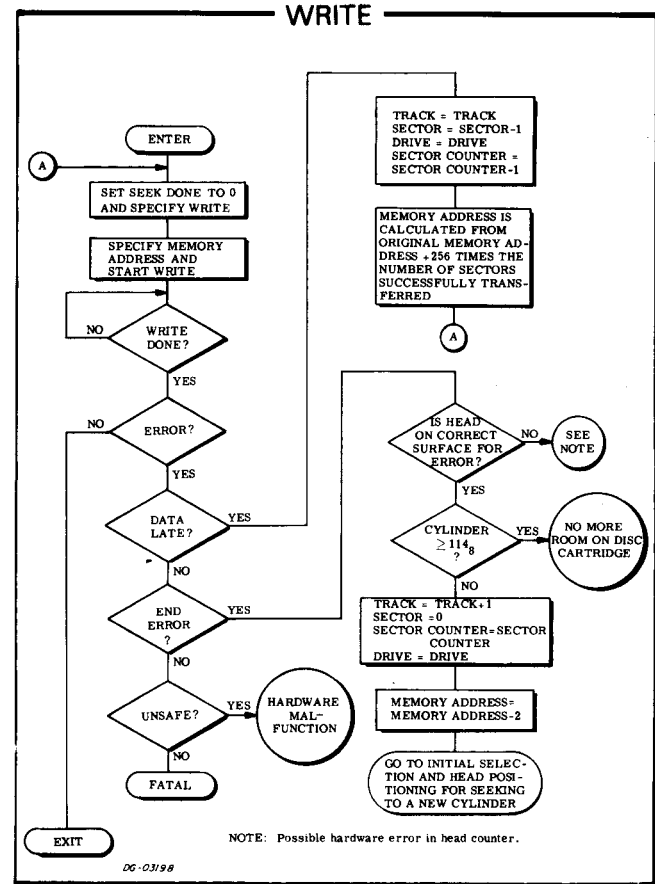 WRITE
ENTER
A
SET SEEK DONE TO 0
AND SPECIFY WRITE
SPECIFY MEMORY
ADDRESS AND
START WRITE
NO
WRITE
DONE?
YES
NO
ERROR?
YES
DATA
LATE?
YES
NO
END
ERROR
?
YES
NO
UNSAFE?
YES
HARDWARE
MAL-
FUNCTION
NO
FATAL
EXIT
TRACK = TRACK
SECTOR = SECTOR-1
DRIVE = DRIVE
SECTOR COUNTER =
SECTOR COUNTER-1
MEMORY ADDRESS IS
CALCULATED FROM
ORIGINAL MEMORY AD-
DRESS +256 TIMES THE
NUMBER OF SECTORS
SUCCESSFULLY TRANS-
FERRED
A
IS HEAD
ON CORRECT
SURFACE FOR
ERROR?
NO
SEE
NOTE
YES
CYLINDER
≥114₈
?
YES
NO MORE
ROOM ON DISC
CARTRIDGE
NO
TRACK = TRACK+1
SECTOR =0
SECTOR COUNTER=SECTOR
COUNTER
DRIVE = DRIVE
MEMORY ADDRESS=
MEMORY ADDRESS-2
GO TO INITIAL SELEC-
TION AND HEAD POSI-
TIONING FOR SEEKING
TO A NEW CYLINDER
NOTE: Possible hardware error in head counter.
DG-03198